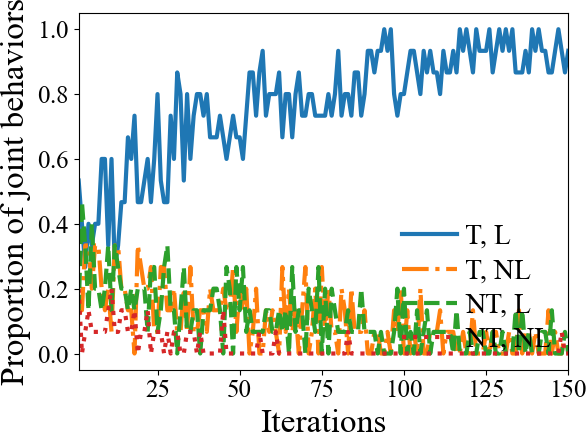 Proportion of joint behaviors
1.0
0.8
0.6
0.4
0.2
0.0
T, L
T, NL
NT, L
NT, NL
25 50 75 100 125 150
Iterations